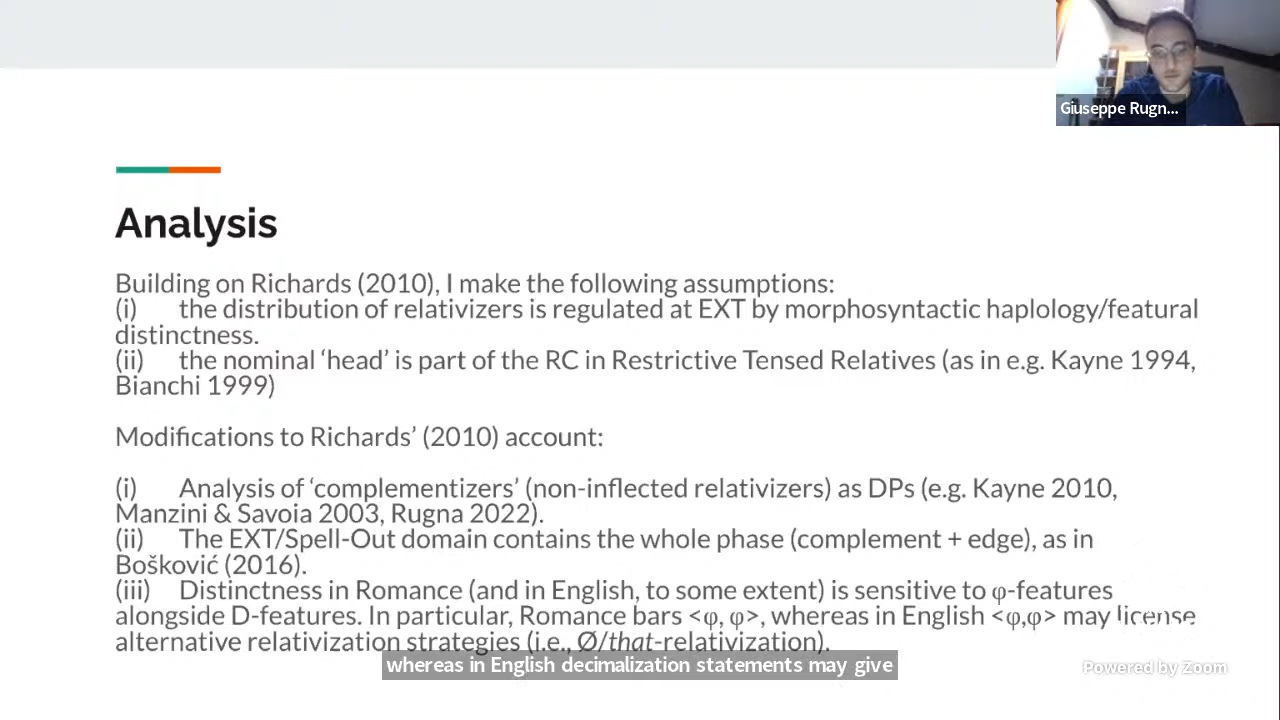 Giuseppe Rugn...
Analysis
Building on Richards (2010), I make the following assumptions:
(i) the distribution of relativizers is regulated at EXT by morphosyntactic haplology/featural
distinctness.
(ii) the nominal ‘head’ is part of the RC in Restrictive Tensed Relatives (as in e.g. Kayne 1994,
Bianchi 1999)
Modifications to Richards’ (2010) account:
(i) Analysis of ‘complementizers’ (non-inflected relativizers) as DPs (e.g. Kayne 2010,
Manzini & Savoia 2003, Rugna 2022).
(ii) The EXT/Spell-Out domain contains the whole phase (complement + edge), as in
Bošković (2016).
(iii) Distinctness in Romance (and in English, to some extent) is sensitive to φ-features
alongside D-features. In particular, Romance bars <φ, φ>, whereas in English <φ,φ> may license
alternative relativization strategies (i.e., Ø/that-relativization).
whereas in English decimalization statements may give
Powered by Zoom